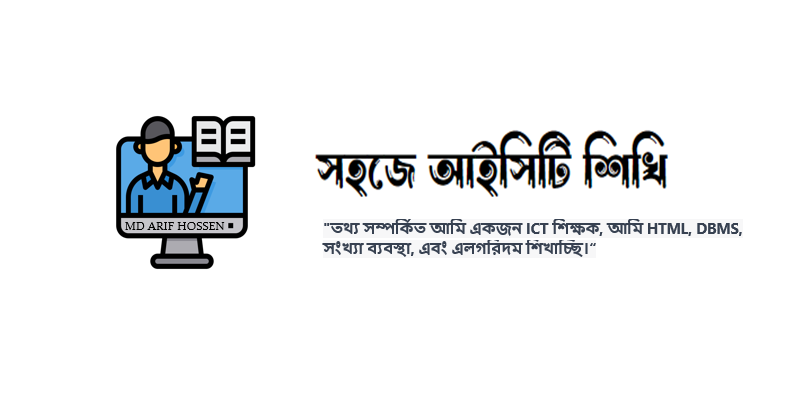 সহজে আইসিটি শিখি
MD ARIF HOSSEN
"তথ্য সম্পর্কিত আমি একজন ICT শিক্ষক, আমি HTML, DBMS,
সংখ্যা ব্যবস্থা, এবং এলগরিদম শিখাচ্ছি।“